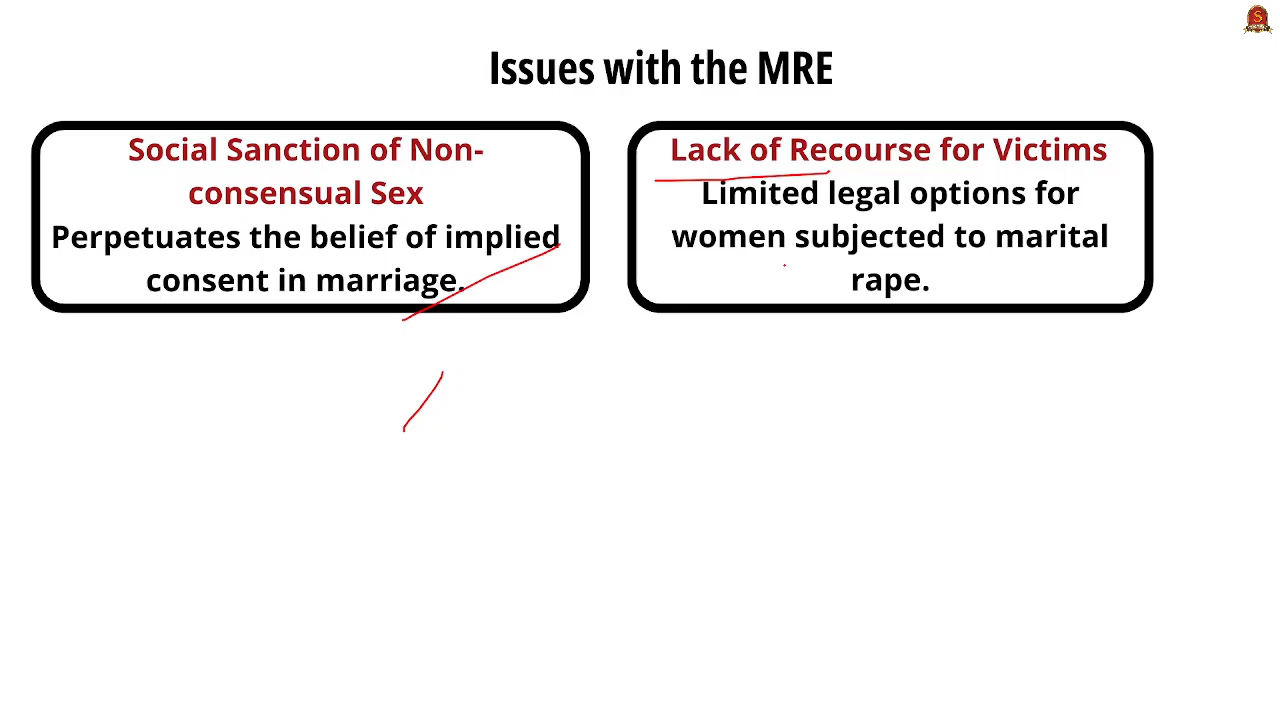 Issues with the MRE
Social Sanction of Non-
consensual Sex
Perpetuates the belief of implied
consent in marriage.
Lack of Recourse for Victims
Limited legal options for
women subjected to marital
rape.